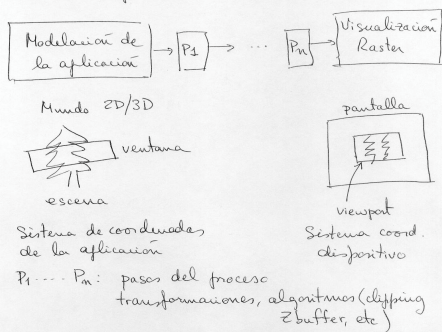 Modelación de
la aplicación
P1
...
Pn
Visualización
Raster
Mundo 2D/3D
ventana
escena
pantalla
viewport
Sistema de coordenadas
de la aplicación
Sistema coord.
dispositivo
P1 .... Pn: pasos del proceso
transformaciones, algoritmos (clipping
Zbuffer, etc)